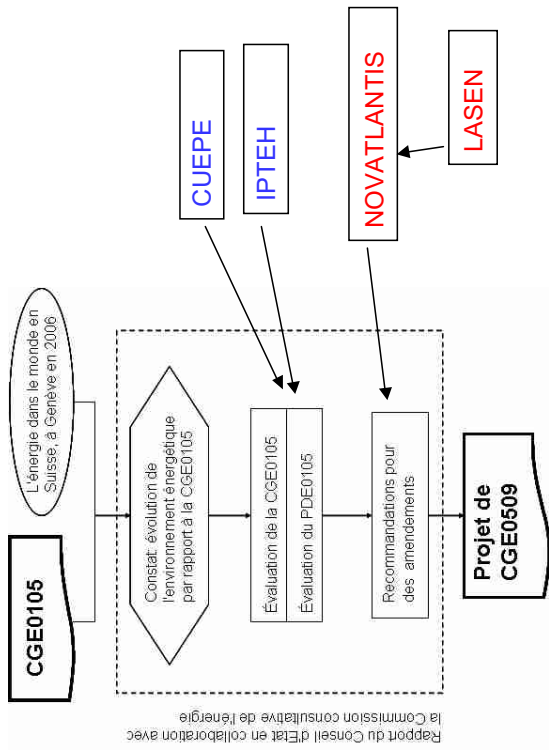 CGE0105
L'énergie dans le monde en
Suisse, à Genève en 2006
Constat: évolution de
l'environnement énergétique
par rapport à la CGE0105
Évaluation de la CGE0105
Évaluation du PDE0105
Recommandations pour
des amendements
Projet de
CGE0509
Rapport du Conseil d'État en collaboration avec
la Commission consultative de l'énergie
CUEPE
IPTEH
NOVATLANTIS
LASEN